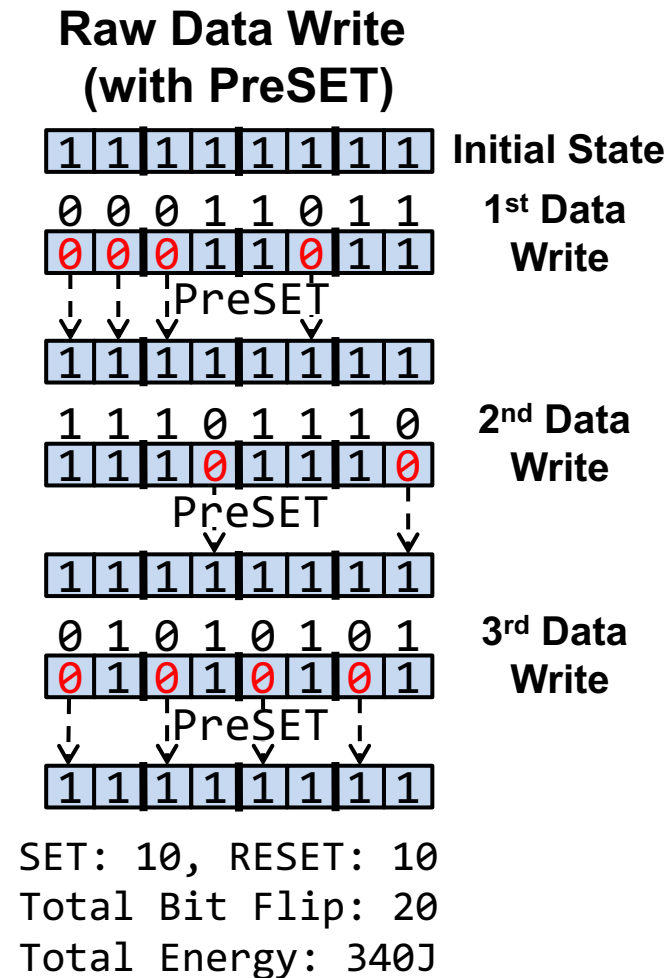 Raw Data Write
(with PreSET)
1 1 1 1 1 1 1 1 Initial State
0 0 0 1 1 0 1 1 1st Data
0 0 0 1 1 0 1 1 Write
PreSET
1 1 1 1 1 1 1 1
1 1 1 0 1 1 1 0 2nd Data
1 1 1 0 1 1 1 0 Write
PreSET
1 1 1 1 1 1 1 1
0 1 0 1 0 1 0 1 3rd Data
0 1 0 1 0 1 0 1 Write
PreSET
1 1 1 1 1 1 1 1
SET: 10, RESET: 10
Total Bit Flip: 20
Total Energy: 340J